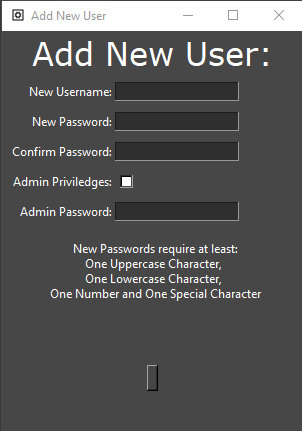 Add New User
Add New User:
New Username:
New Password:
Confirm Password:
Admin Priviledges:
Admin Password:
New Passwords require at least:
One Uppercase Character,
One Lowercase Character,
One Number and One Special Character